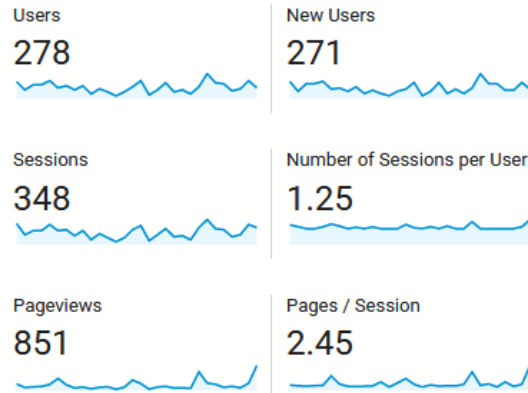 Users
278
New Users
271
Sessions
348
Number of Sessions per User
1.25
Pageviews
851
Pages / Session
2.45